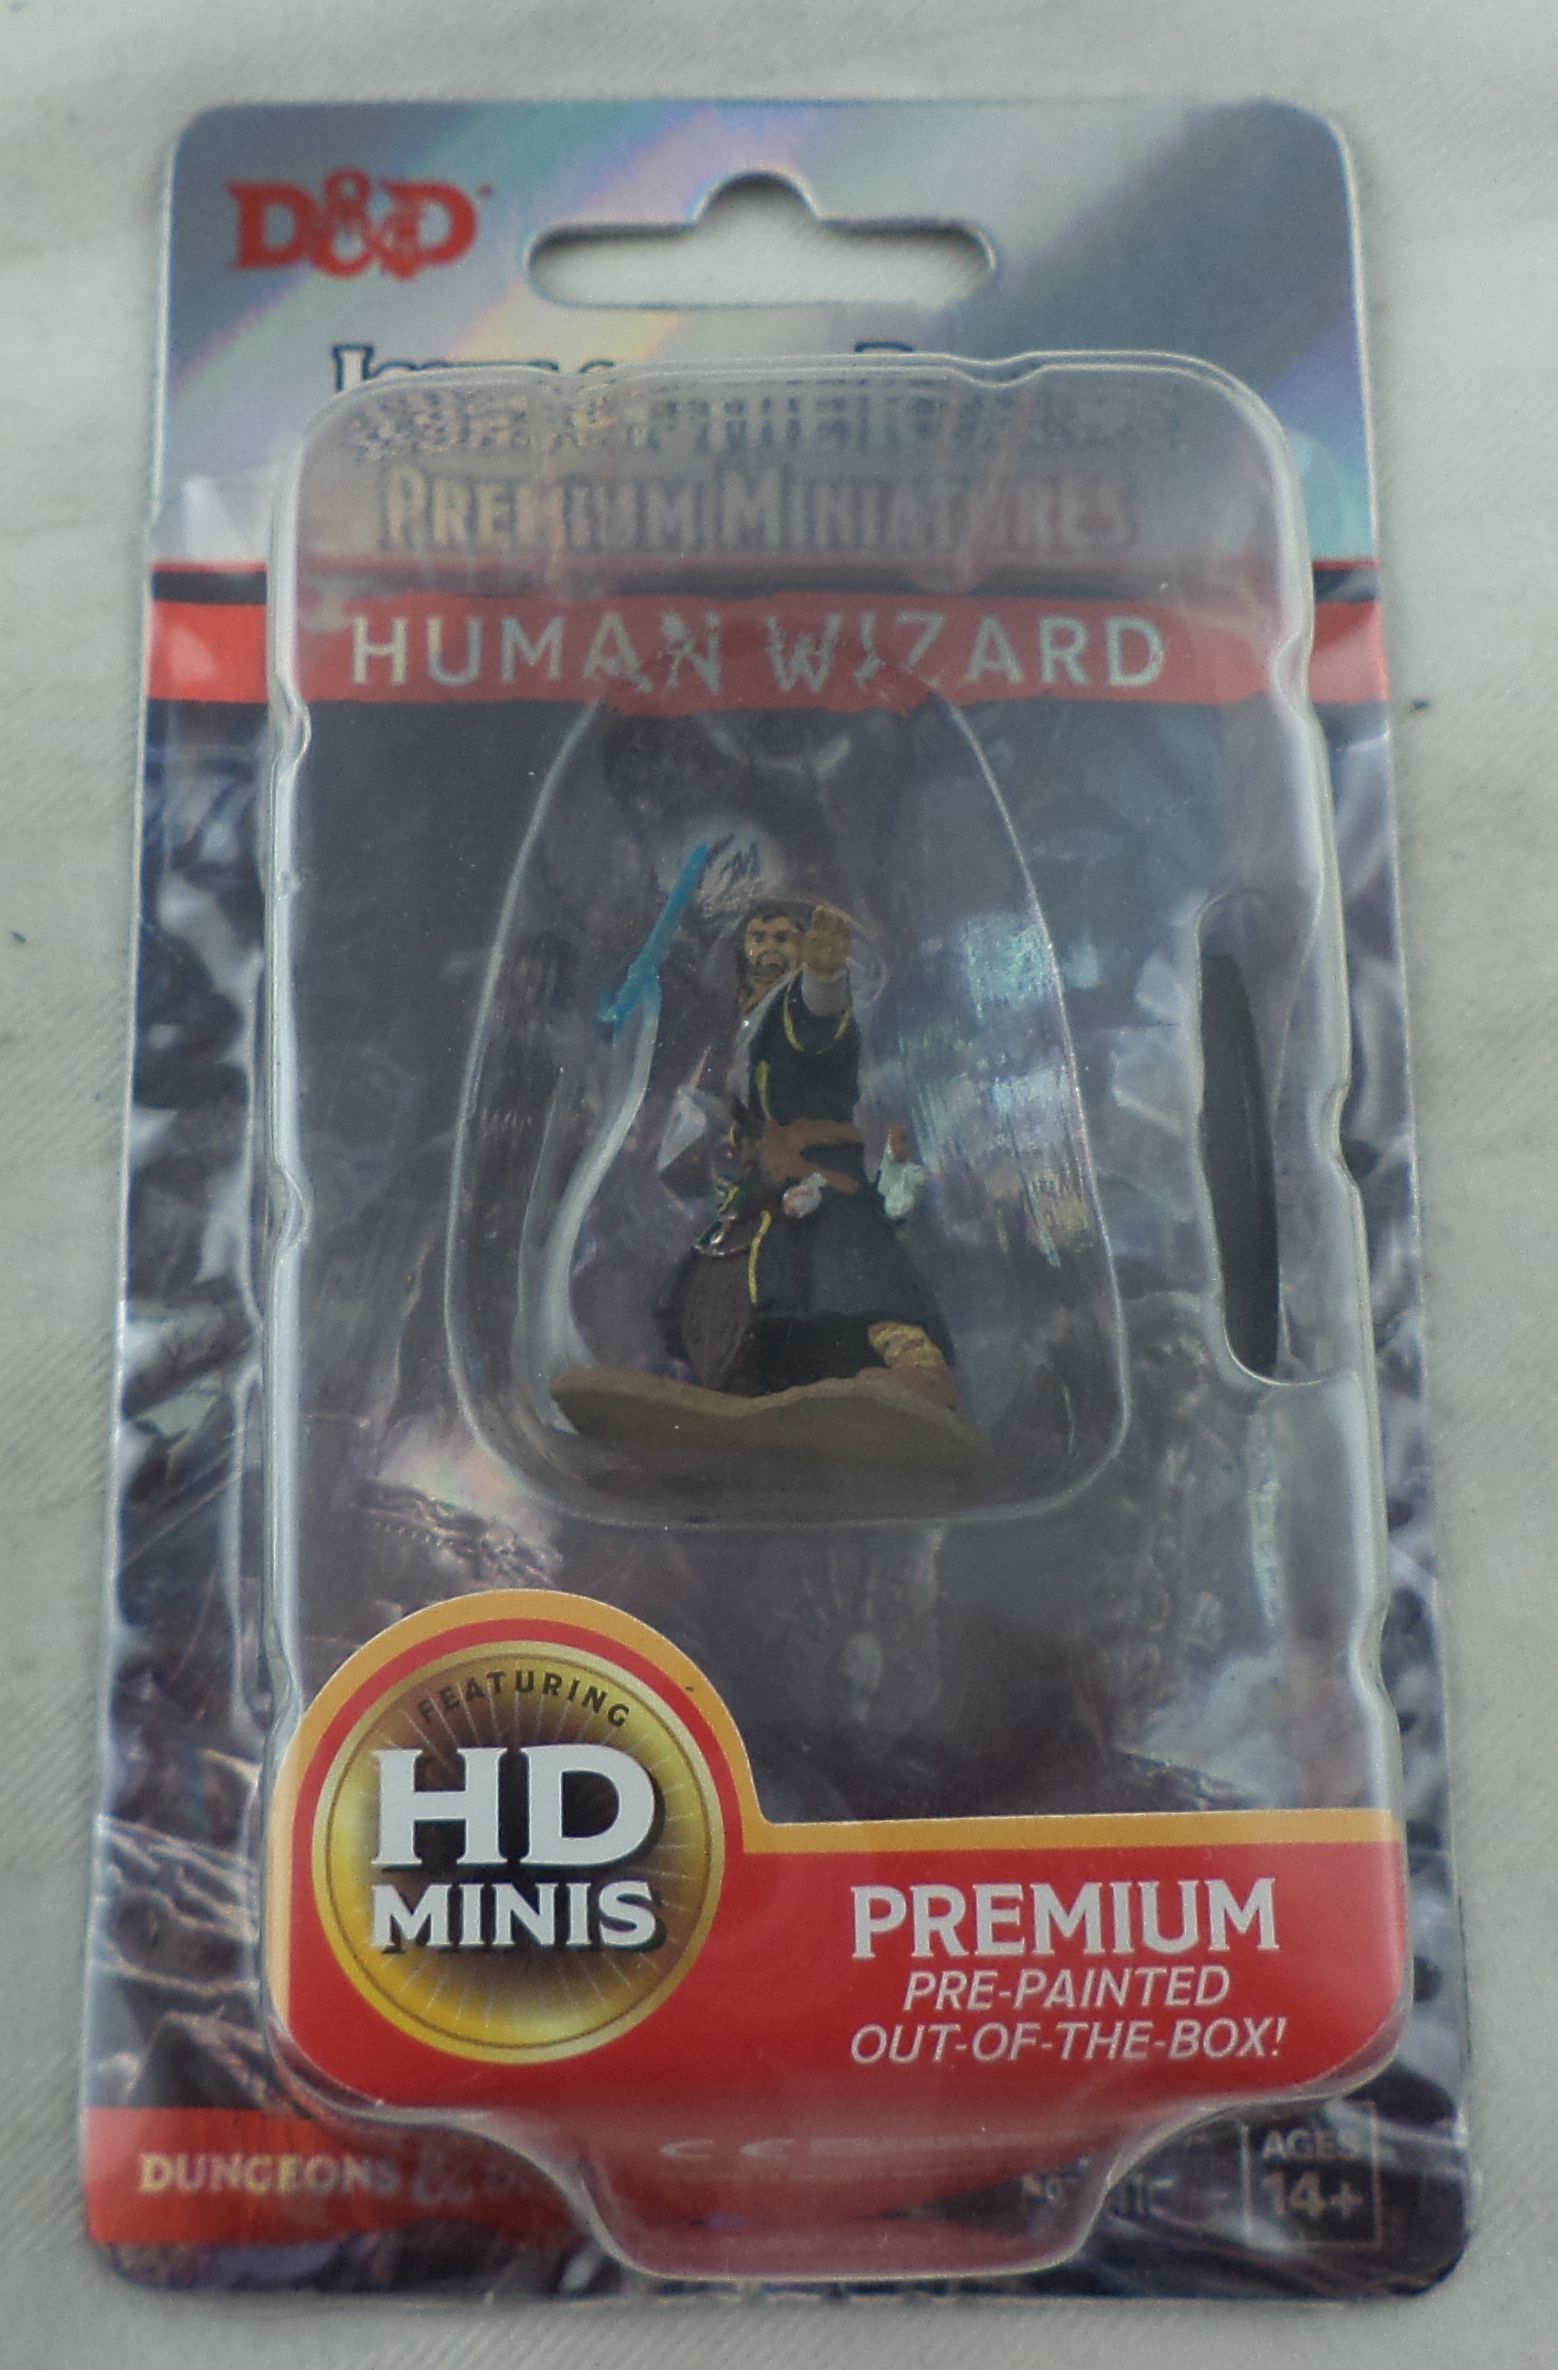 D&D
PREMIUM MINIATURES
HUMAN WIZARD
FEATURING
HD
MINIS
PREMIUM
PRE-PAINTED
OUT-OF-THE-BOX!
DUNGEONS &
AGES
14+